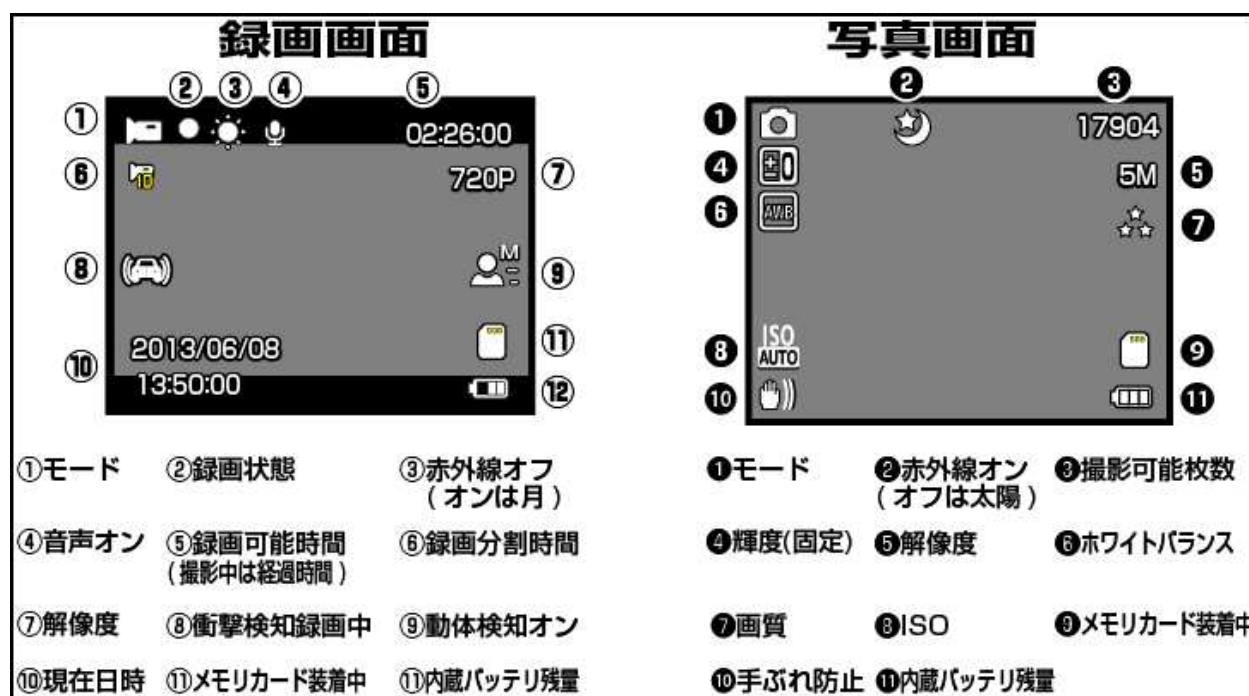 録画画面
② ③ ④ ⑤
① 02:26:00
⑥ 10 720P ⑦
⑧ M ⑨
2013/06/08 ⑪
⑩ 13:50:00 ⑫
①モード ②録画状態 ③赤外線オフ
(オンは月)
④音声オン ⑤録画可能時間 ⑥録画分割時間
(撮影中は経過時間)
⑦解像度 ⑧衝撃検知録画中 ⑨動体検知オン
⑩現在日時 ⑪メモリカード装着中 ⑪内蔵バッテリ残量
写真画面
❷ ❸
❶ 17904
❹ ±0 5M ❺
❻ AWB ❼
❽ ISO AUTO ❾
❿ ⓫
❶モード ❷赤外線オン ❸撮影可能枚数
(オフは太陽)
❹輝度(固定) ❺解像度 ❻ホワイトバランス
❼画質 ❽ISO ❾メモリカード装着中
❿手ぶれ防止 ⓫内蔵バッテリ残量